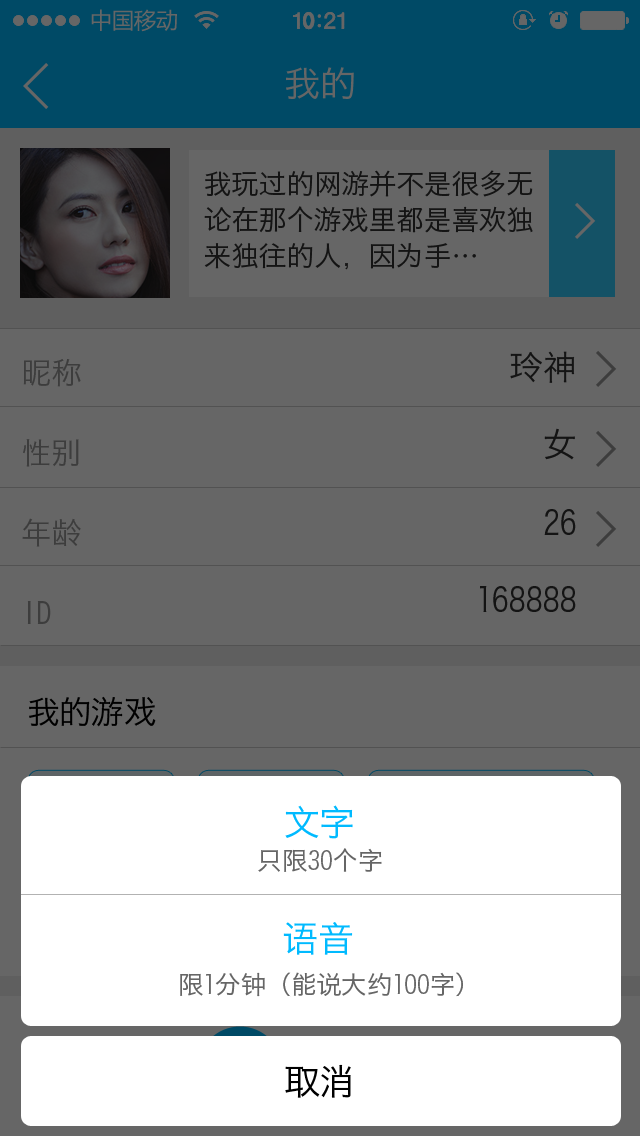 中国移动 10:21
我的
我玩过的网游并不是很多无
论在那个游戏里都是喜欢独
来独往的人，因为手…
昵称 玲神
性别 女
年龄 26
ID 168888
我的游戏
文字
只限30个字
语音
限1分钟（能说大约100字）
取消